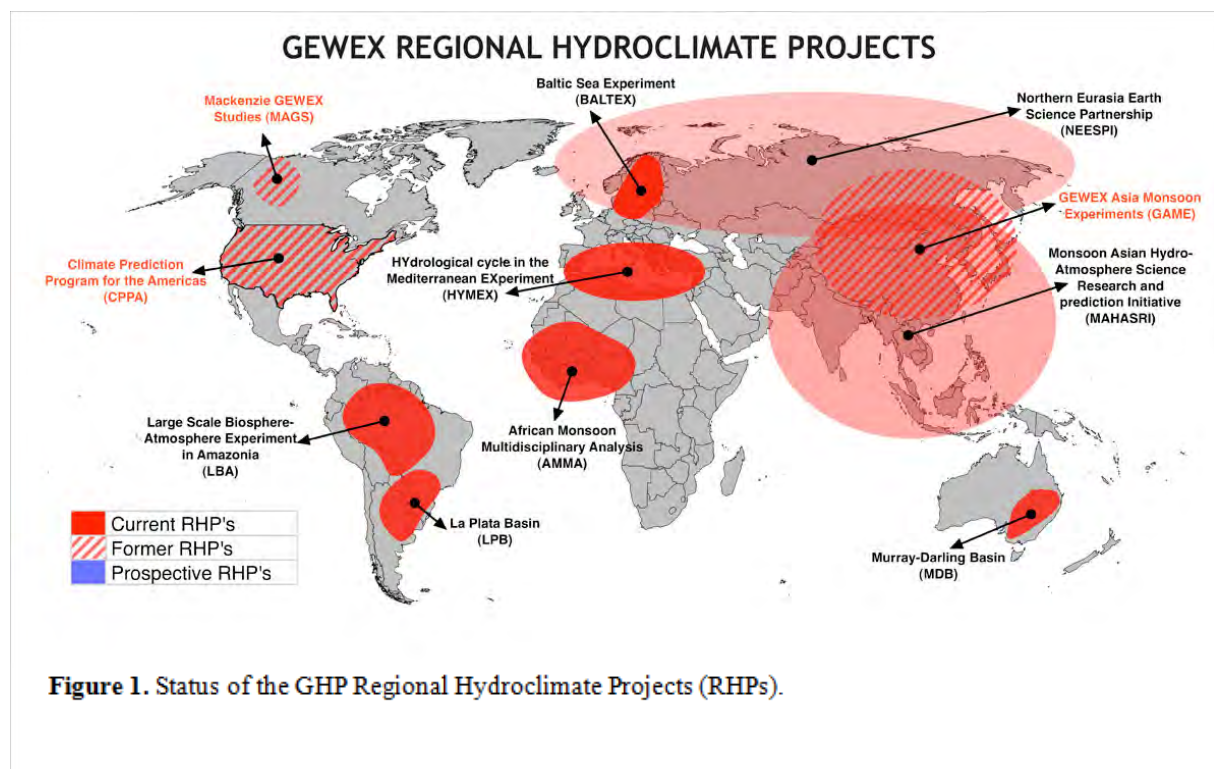 GEWEX REGIONAL HYDROCLIMATE PROJECTS
Mackenzie GEWEX
Studies (MAGS)
Baltic Sea Experiment
(BALTEX)
Northern Eurasia Earth
Science Partnership
(NEESPI)
GEWEX Asia Monsoon
Experiments (GAME)
Climate Prediction
Program for the Americas
(CPPA)
HYdrological cycle in the
Mediterranean EXperiment
(HYMEX)
Monsoon Asian Hydro-
Atmosphere Science
Research and
prediction Initiative
(MAHASRI)
Large Scale Biosphere-
Atmosphere Experiment
in Amazonia
(LBA)
African Monsoon
Multidisciplinary Analysis
(AMMA)
La Plata Basin
(LPB)
Murray-Darling Basin
(MDB)
Current RHP's
Former RHP's
Prospective RHP's
Figure 1. Status of the GHP Regional Hydroclimate Projects (RHPs).